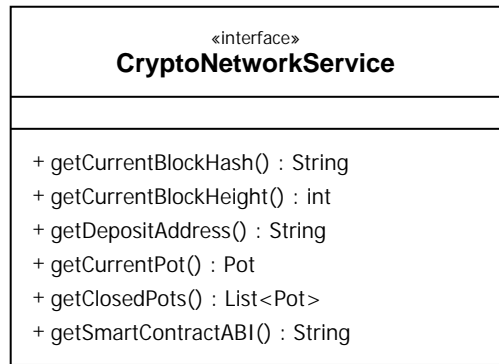 «interface»
CryptoNetworkService
+ getCurrentBlockHash() : String
+ getCurrentBlockHeight() : int
+ getDepositAddress() : String
+ getCurrentPot() : Pot
+ getClosedPots() : List<Pot>
+ getSmartContractABI() : String